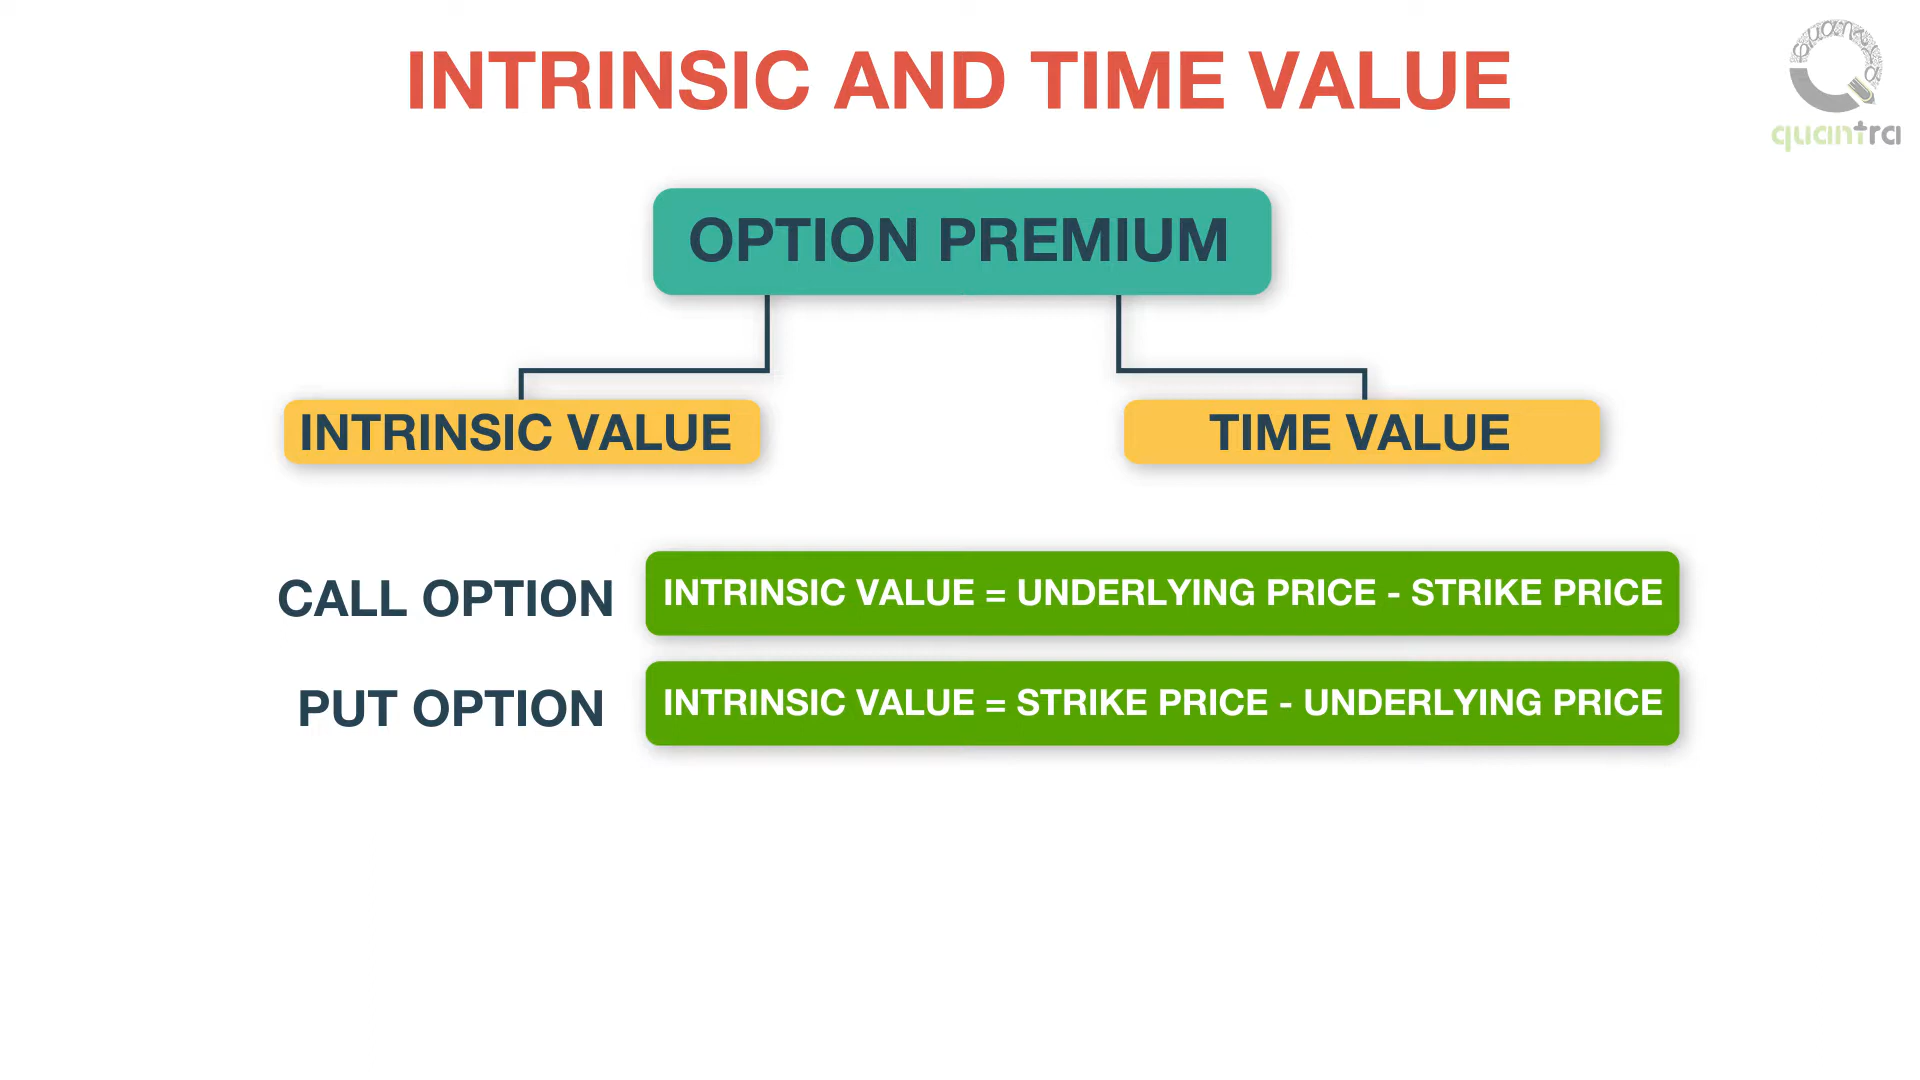 INTRINSIC AND TIME VALUE
quantra
OPTION PREMIUM
INTRINSIC VALUE
TIME VALUE
CALL OPTION
INTRINSIC VALUE = UNDERLYING PRICE - STRIKE PRICE
PUT OPTION
INTRINSIC VALUE = STRIKE PRICE - UNDERLYING PRICE